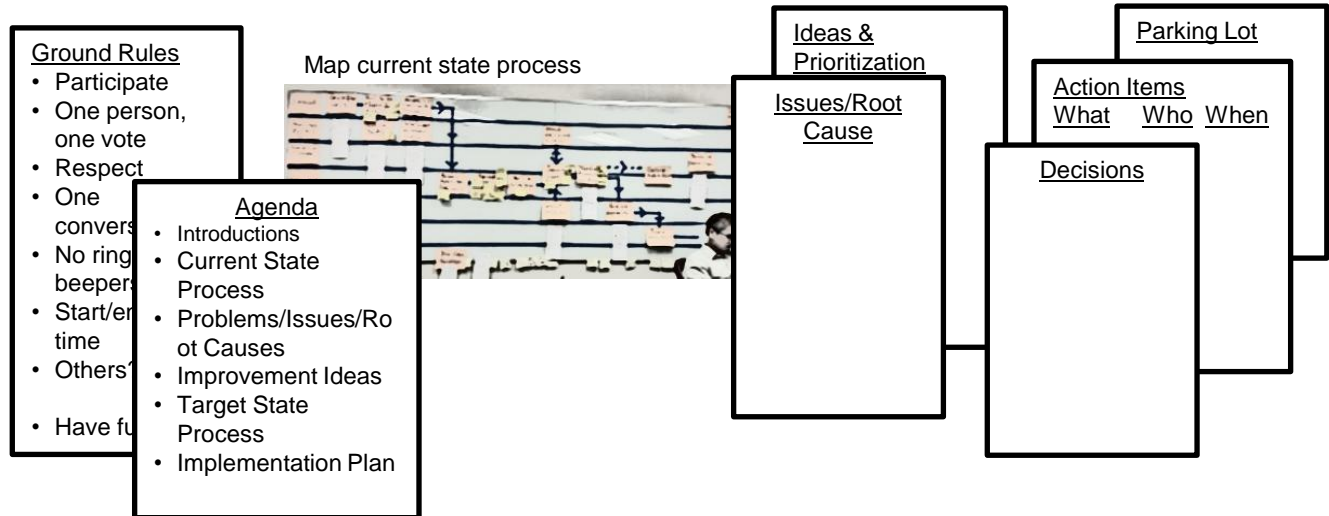 Ground Rules
• Participate
• One person,
one vote
• Respect
• One
convers
• No ring
beepers
• Start/er
time
• Others?
• Have fu
Agenda
• Introductions
• Current State
Process
• Problems/Issues/Ro
ot Causes
• Improvement Ideas
• Target State
Process
• Implementation Plan
Map current state process
Ideas &
Prioritization
Issues/Root
Cause
Parking Lot
Action Items
What Who When
Decisions